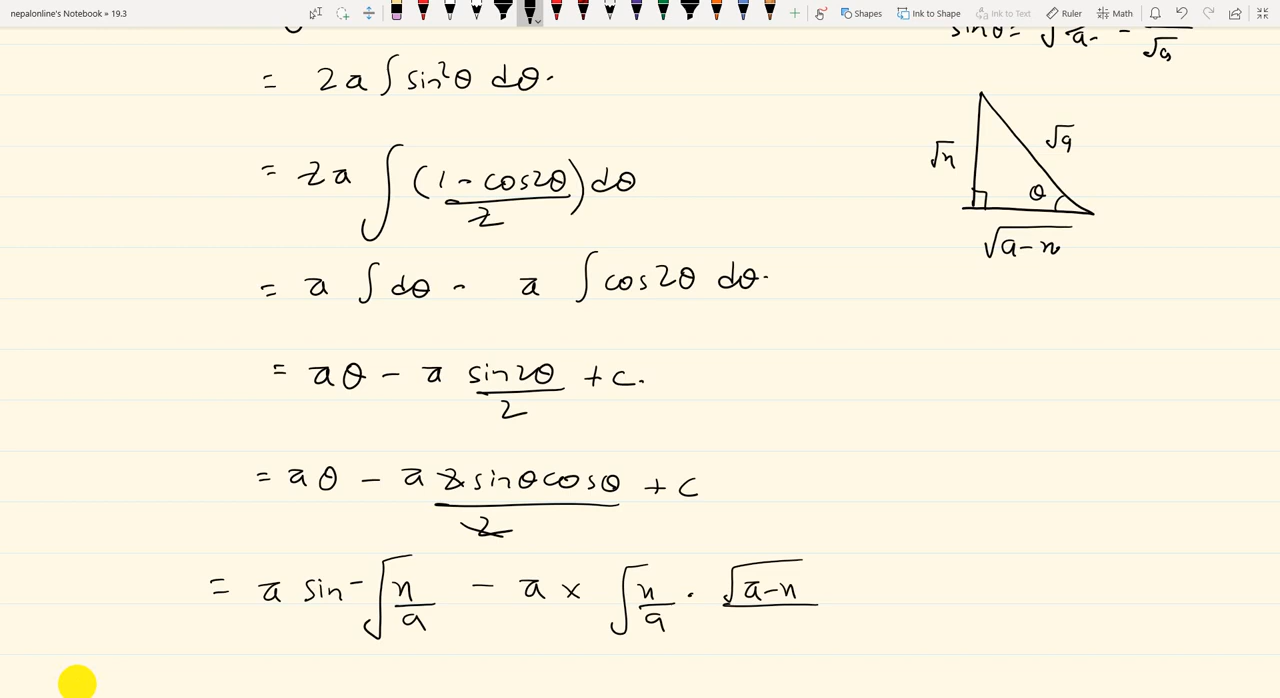 nepalonline's Notebook » 19.3
Shapes Ink to Shape Ink to Text Ruler Math
sinθ = √a - —/√a
= 2a ∫ sin²θ dθ.
= 2a ∫ (1 - cos2θ)/2 dθ
√x
√a
θ
√a-x
= a ∫ dθ - a ∫ cos2θ dθ.
= aθ - a sin2θ/2 + c.
= aθ - a 2sinθcosθ/2 + c
= a sin⁻ √x/a - a × √x/a . √a-x